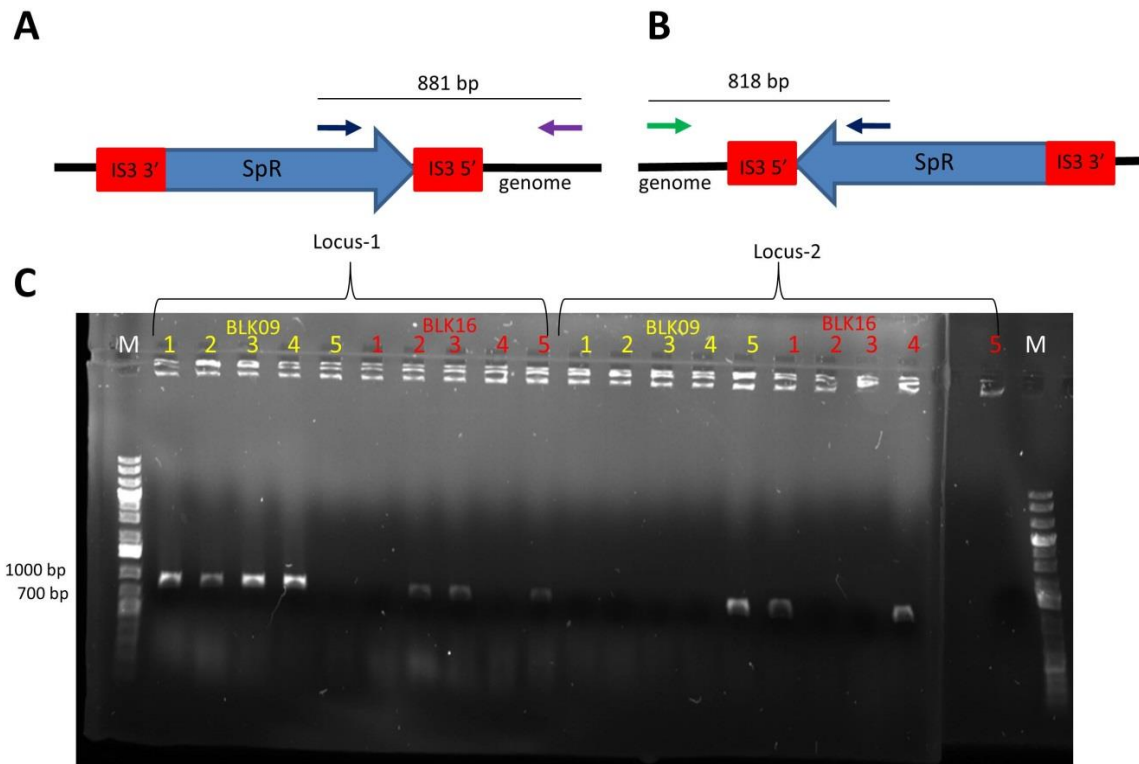 A
B
881 bp
818 bp
IS3 3′ SpR IS3 5′
genome
IS3 5′ SpR IS3 3′
genome
Locus-1
Locus-2
C
BLK09 BLK16 BLK09 BLK16
M 1 2 3 4 5 1 2 3 4 5 1 2 3 4 5 1 2 3 4 5 M
1000 bp
700 bp